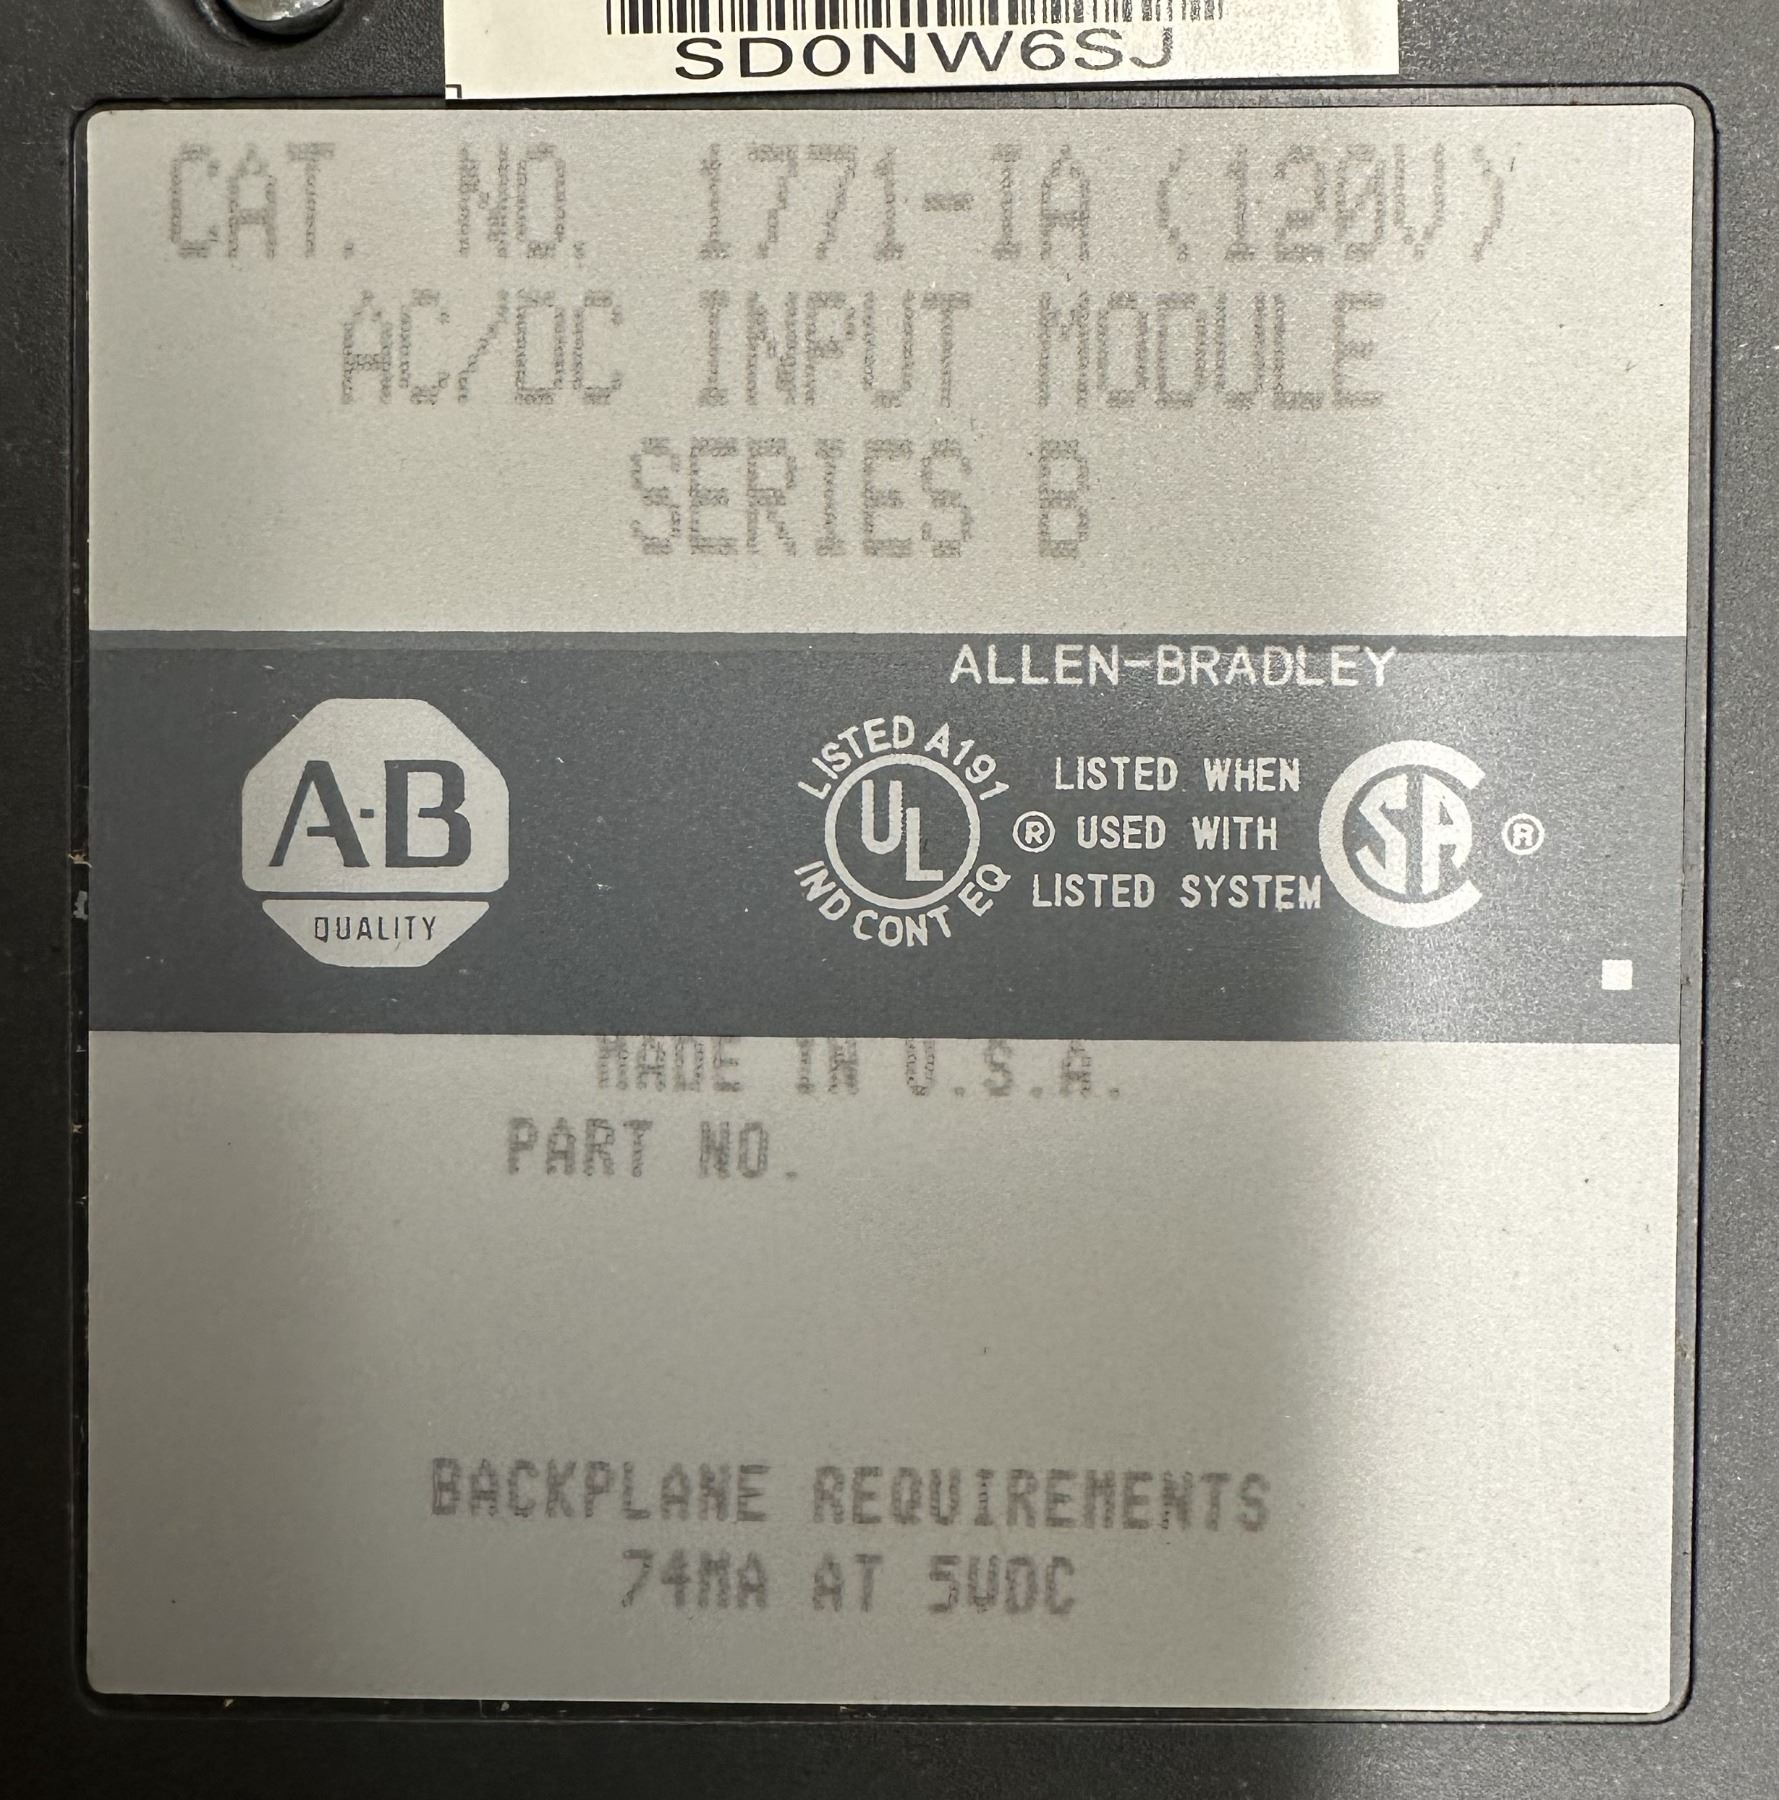 SD0NW6SJ
CAT. NO. 1771-IA (120V)
AC/DC INPUT MODULE
SERIES B
ALLEN-BRADLEY
A-B
QUALITY
LISTED A191
UL
IND CONT EQ
®
LISTED WHEN
USED WITH
LISTED SYSTEM
CSA
®
MADE IN U.S.A.
PART NO.
BACKPLANE REQUIREMENTS
74MA AT 5VDC